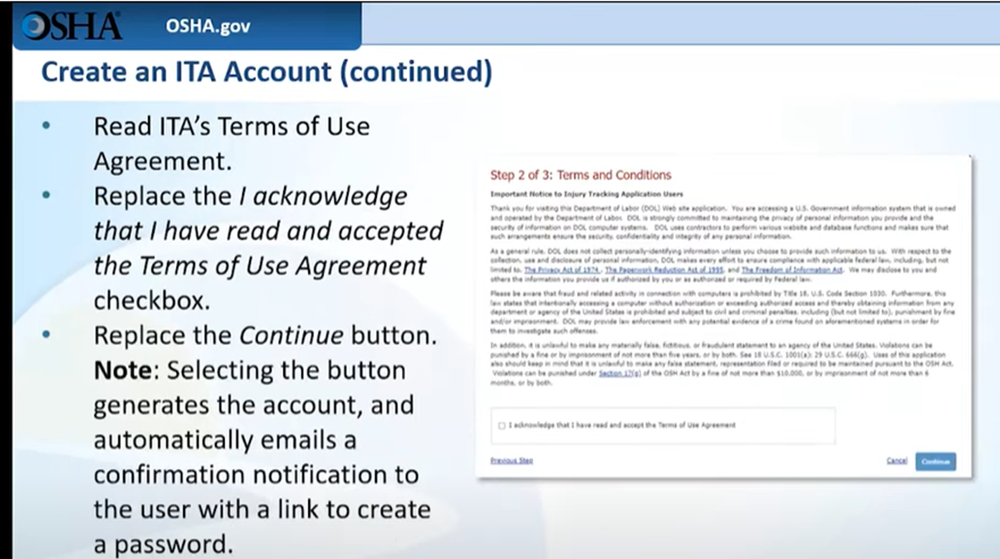 OSHA
OSHA.gov
Create an ITA Account (continued)
• Read ITA's Terms of Use
Agreement.
• Replace the I acknowledge
that I have read and accepted
the Terms of Use Agreement
checkbox.
• Replace the Continue button.
Note: Selecting the button
generates the account, and
automatically emails a
confirmation notification to
the user with a link to create
a password.
Step 2 of 3: Terms and Conditions
Important Notice to Injury Tracking Application Users
Thank you for visiting this Department of Labor (DOL) Web site application. You are accessing a U.S. Government information system that is owned
and operated by the Department of Labor. DOL is strongly committed to maintaining the privacy of personal information you provide and the
security of information on DOL computer systems. DOL uses contractors to perform various website and database functions and makes sure that
such arrangements ensure the security, confidentiality and integrity of any personal information.
As a general rule, DOL does not collect personally-identifying information unless you choose to provide such information to us. With respect to the
collection, use and disclosure of personal information, DOL makes every effort to ensure compliance with applicable federal law, including, but not
limited to, The Privacy Act of 1974, The Paperwork Reduction Act of 1995, and The Freedom of Information Act. We may disclose to you and
others the information you provide us if authorized by you or as authorized or required by Federal law.
Please be aware that fraud and related activity in connection with computers is prohibited by Title 18, U.S. Code Section 1030. Furthermore, this
law states that intentionally accessing a computer without authorization or exceeding authorized access and thereby obtaining information from any
department or agency of the United States is prohibited and subject to civil and criminal penalties, including (but not limited to), punishment by fine
and/or imprisonment. DOL may provide law enforcement with any potential evidence of a crime found on aforementioned systems in order for
them to investigate such offenses.
In addition, it is unlawful to make any materially false, fictitious, or fraudulent statement to an agency of the United States. Violations can be
punished by a fine or by imprisonment of not more than five years, or by both. See 18 U.S.C. 1001(a); 29 U.S.C. 666(g). Uses of this application
also should keep in mind that it is unlawful to make any false statement, representation filed or required to be maintained pursuant to the OSH Act.
Violations can be punished under Section 17(g) of the OSH Act by a fine of not more than $10,000, or by imprisonment of not more than 6
months, or by both.
I acknowledge that I have read and accept the Terms of Use Agreement
Previous Step
Cancel
Continue